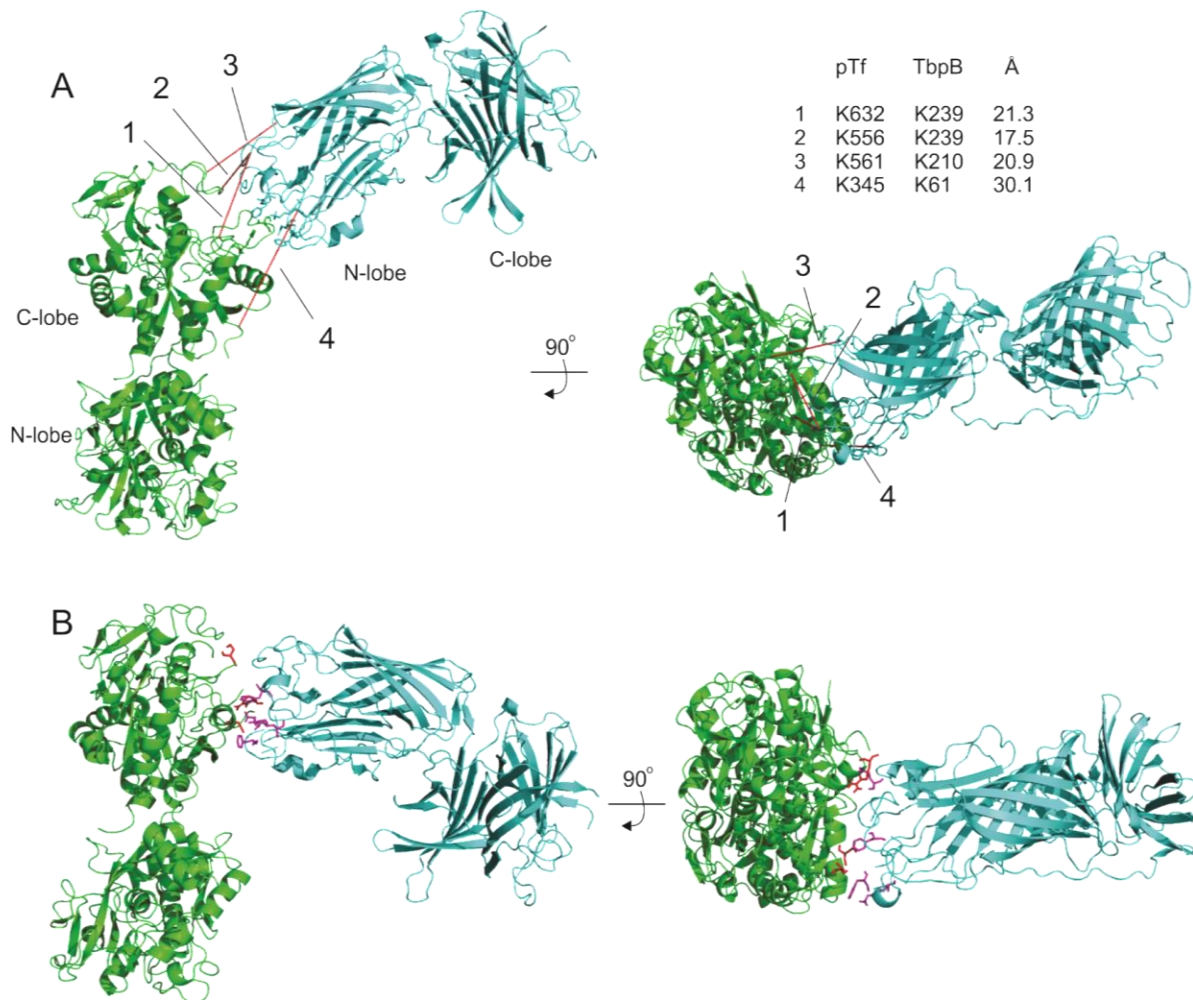 A
3
2
1
pTf TbpB Å
1 K632 K239 21.3
2 K556 K239 17.5
3 K561 K210 20.9
4 K345 K61 30.1
N-lobe
C-lobe
C-lobe
4
N-lobe
90°
3
2
4
1
B
90°